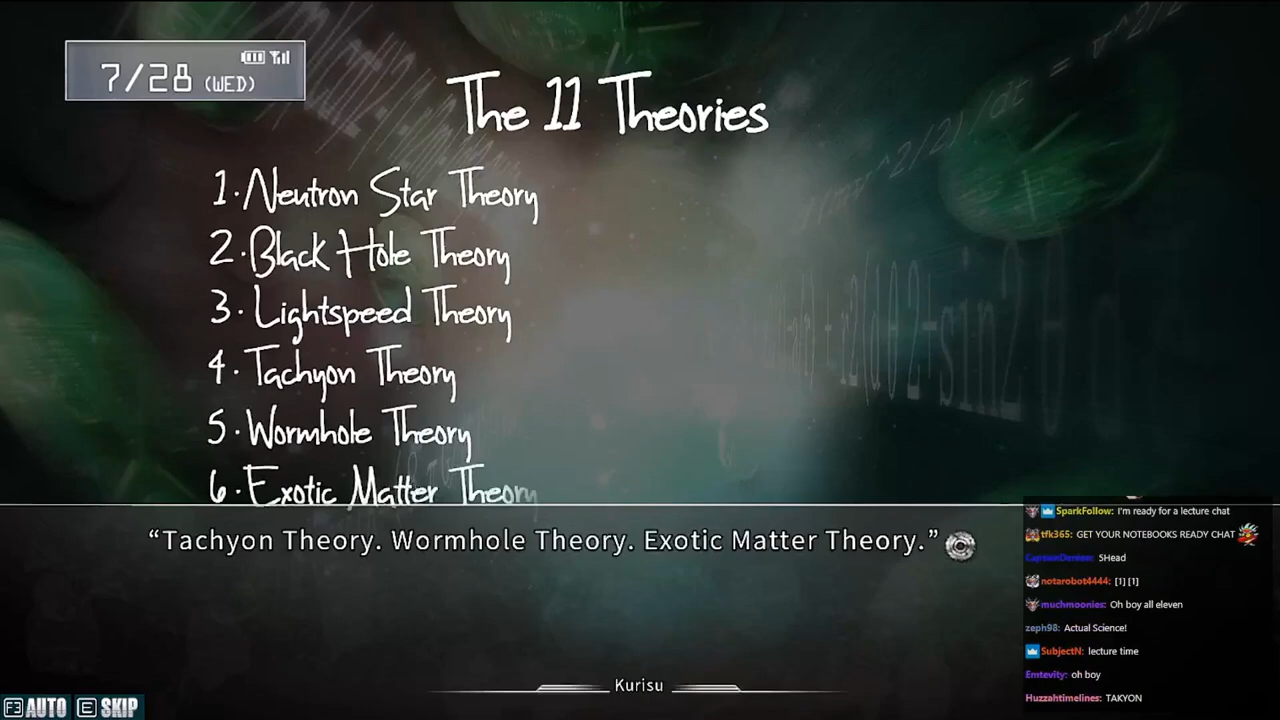 7/28 (WED)
The 11 Theories
1. Neutron Star Theory
2. Black Hole Theory
3. Lightspeed Theory
4. Tachyon Theory
5. Wormhole Theory
6. Exotic Matter Theory
“Tachyon Theory. Wormhole Theory. Exotic Matter Theory.”
Kurisu
F3 AUTO E SKIP
SparkFollow: I'm ready for a lecture chat
tfk365: GET YOUR NOTEBOOKS READY CHAT
5Head
notarobot4444: [1] [1]
muchmoonies: Oh boy all eleven
zeph98: Actual Science!
SubjectN: lecture time
Emtevity: oh boy
Huzzahtimelines: TAKYON